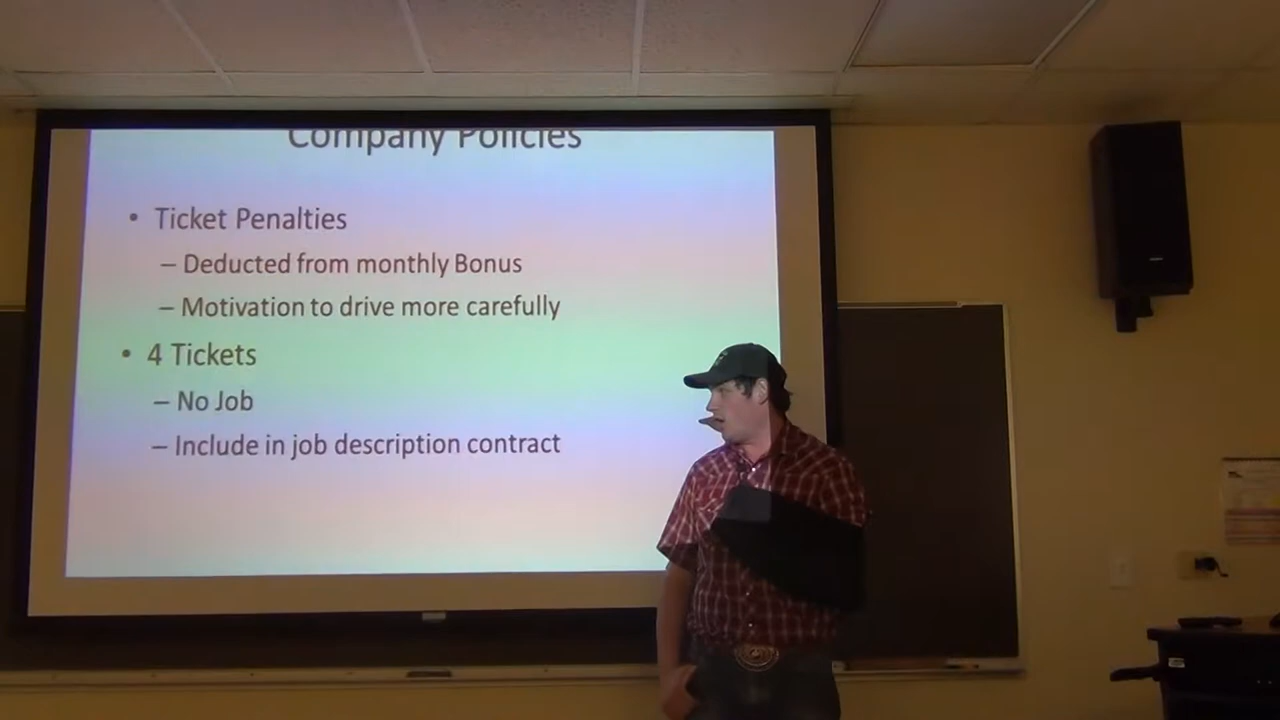 Company Policies
• Ticket Penalties
– Deducted from monthly Bonus
– Motivation to drive more carefully
• 4 Tickets
– No Job
– Include in job description contract